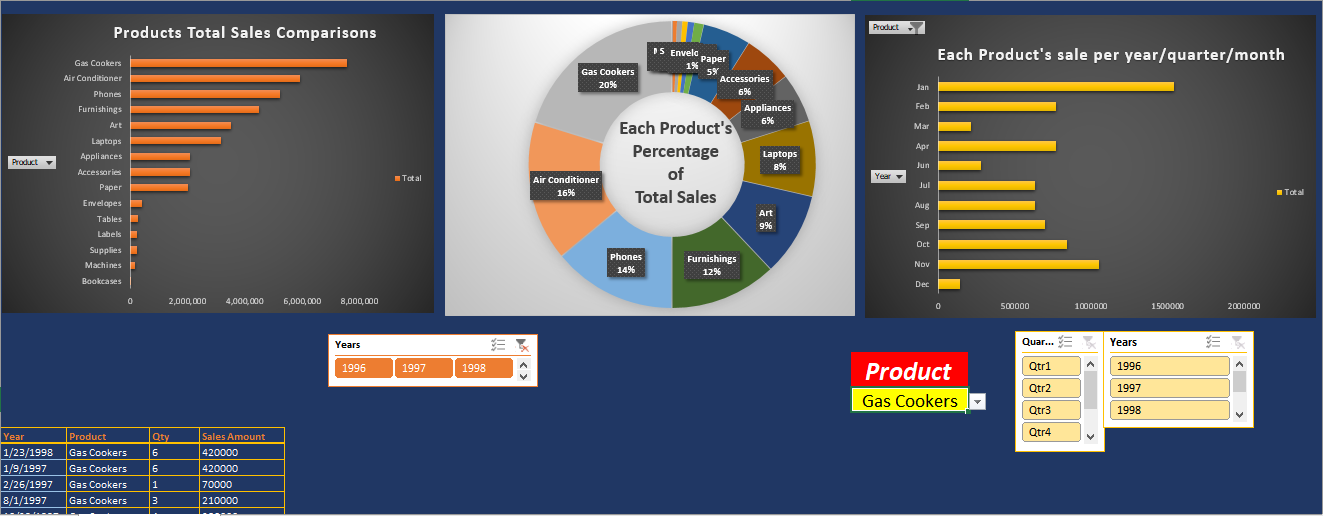 Products Total Sales Comparisons
Gas Cookers
Air Conditioner
Phones
Furnishings
Art
Laptops
Appliances
Accessories
Paper
Envelopes
Tables
Labels
Supplies
Machines
Bookcases
0
2,000,000
4,000,000
6,000,000
8,000,000
Product
Total
Each Product's
Percentage
of
Total Sales
Gas Cookers
20%
Air Conditioner
16%
Phones
14%
Furnishings
12%
Art
9%
Laptops
8%
Appliances
6%
Accessories
6%
Paper
5%
1%
Product
Each Product's sale per year/quarter/month
Jan
Feb
Mar
Apr
Jun
Jul
Aug
Sep
Oct
Nov
Dec
0
500000
1000000
1500000
2000000
Year
Total
Years
1996
1997
1998
Product
Gas Cookers
Quar...
Qtr1
Qtr2
Qtr3
Qtr4
Years
1996
1997
1998
Year Product Qty Sales Amount
1/23/1998 Gas Cookers 6 420000
1/9/1997 Gas Cookers 6 420000
2/26/1997 Gas Cookers 1 70000
8/1/1997 Gas Cookers 3 210000